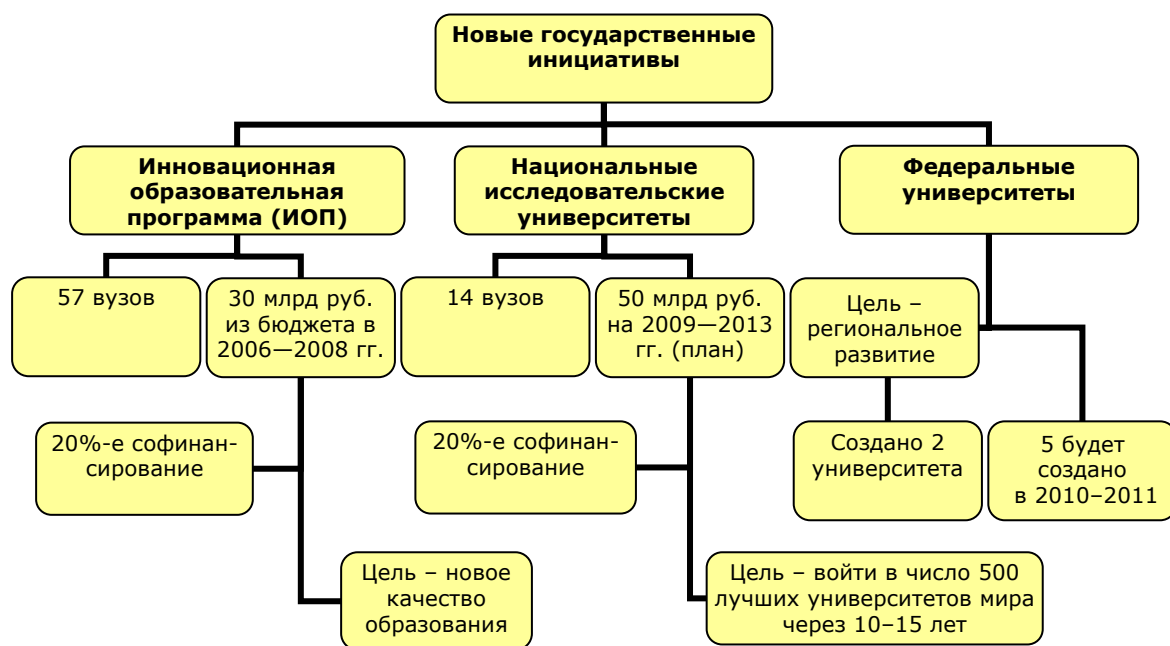 Новые государственные
инициативы
Инновационная
образовательная
программа (ИОП)
Национальные
исследовательские
университеты
Федеральные
университеты
57 вузов
30 млрд руб.
из бюджета в
2006—2008 гг.
14 вузов
50 млрд руб.
на 2009—2013
гг. (план)
Цель –
региональное
развитие
20%-е софинан-
сирование
20%-е софинан-
сирование
Создано 2
университета
5 будет
создано
в 2010–2011
Цель – новое
качество
образования
Цель – войти в число 500
лучших университетов мира
через 10–15 лет